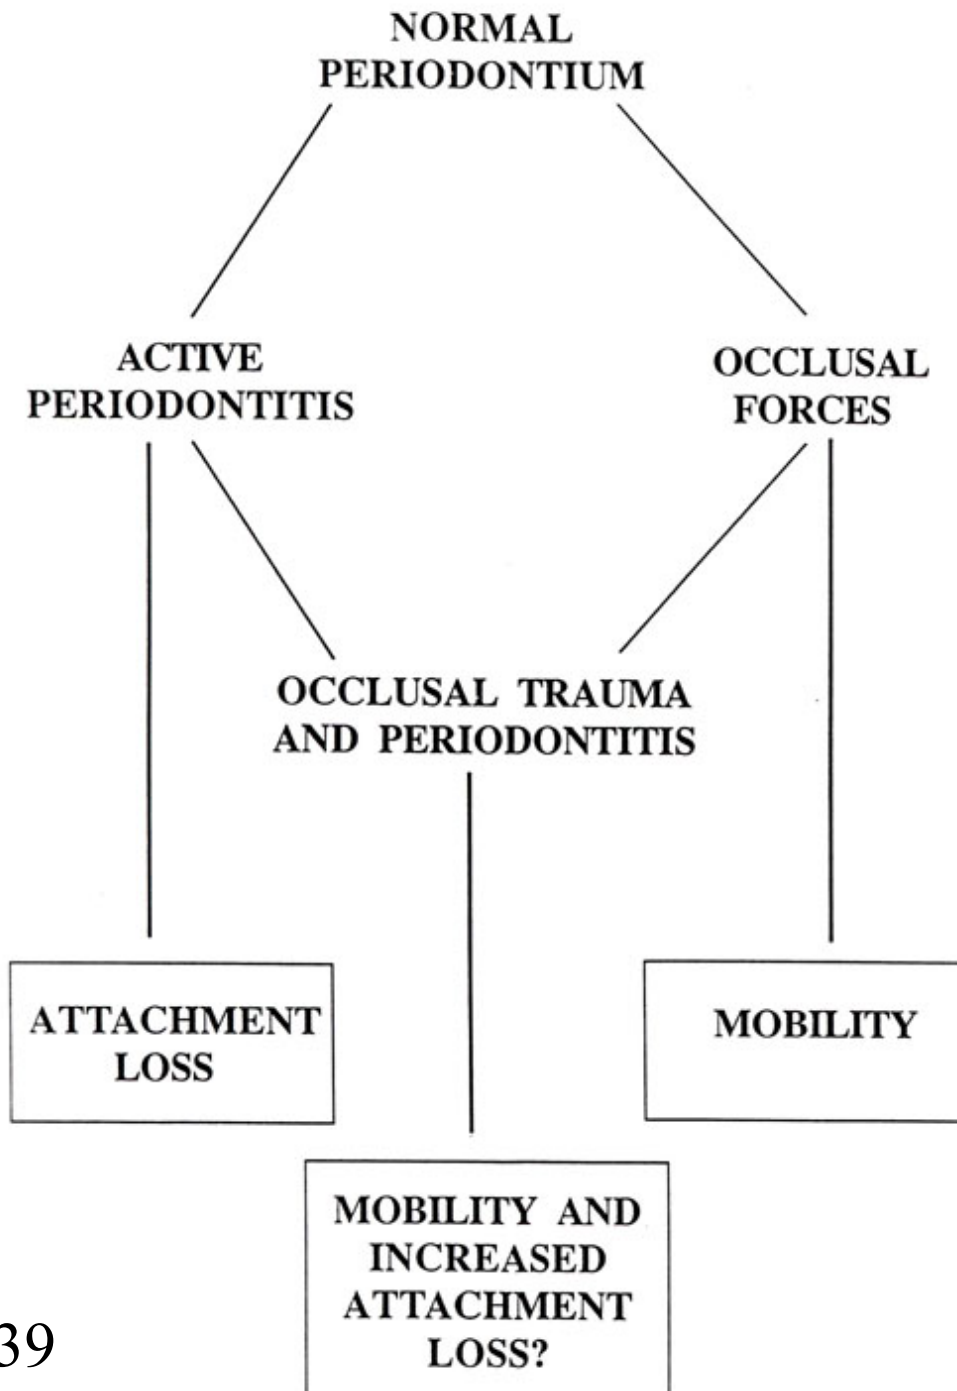 NORMAL
PERIODONTIUM
ACTIVE
PERIODONTITIS
OCCLUSAL
FORCES
OCCLUSAL TRAUMA
AND PERIODONTITIS
ATTACHMENT
LOSS
MOBILITY
MOBILITY AND
INCREASED
ATTACHMENT
LOSS?
39